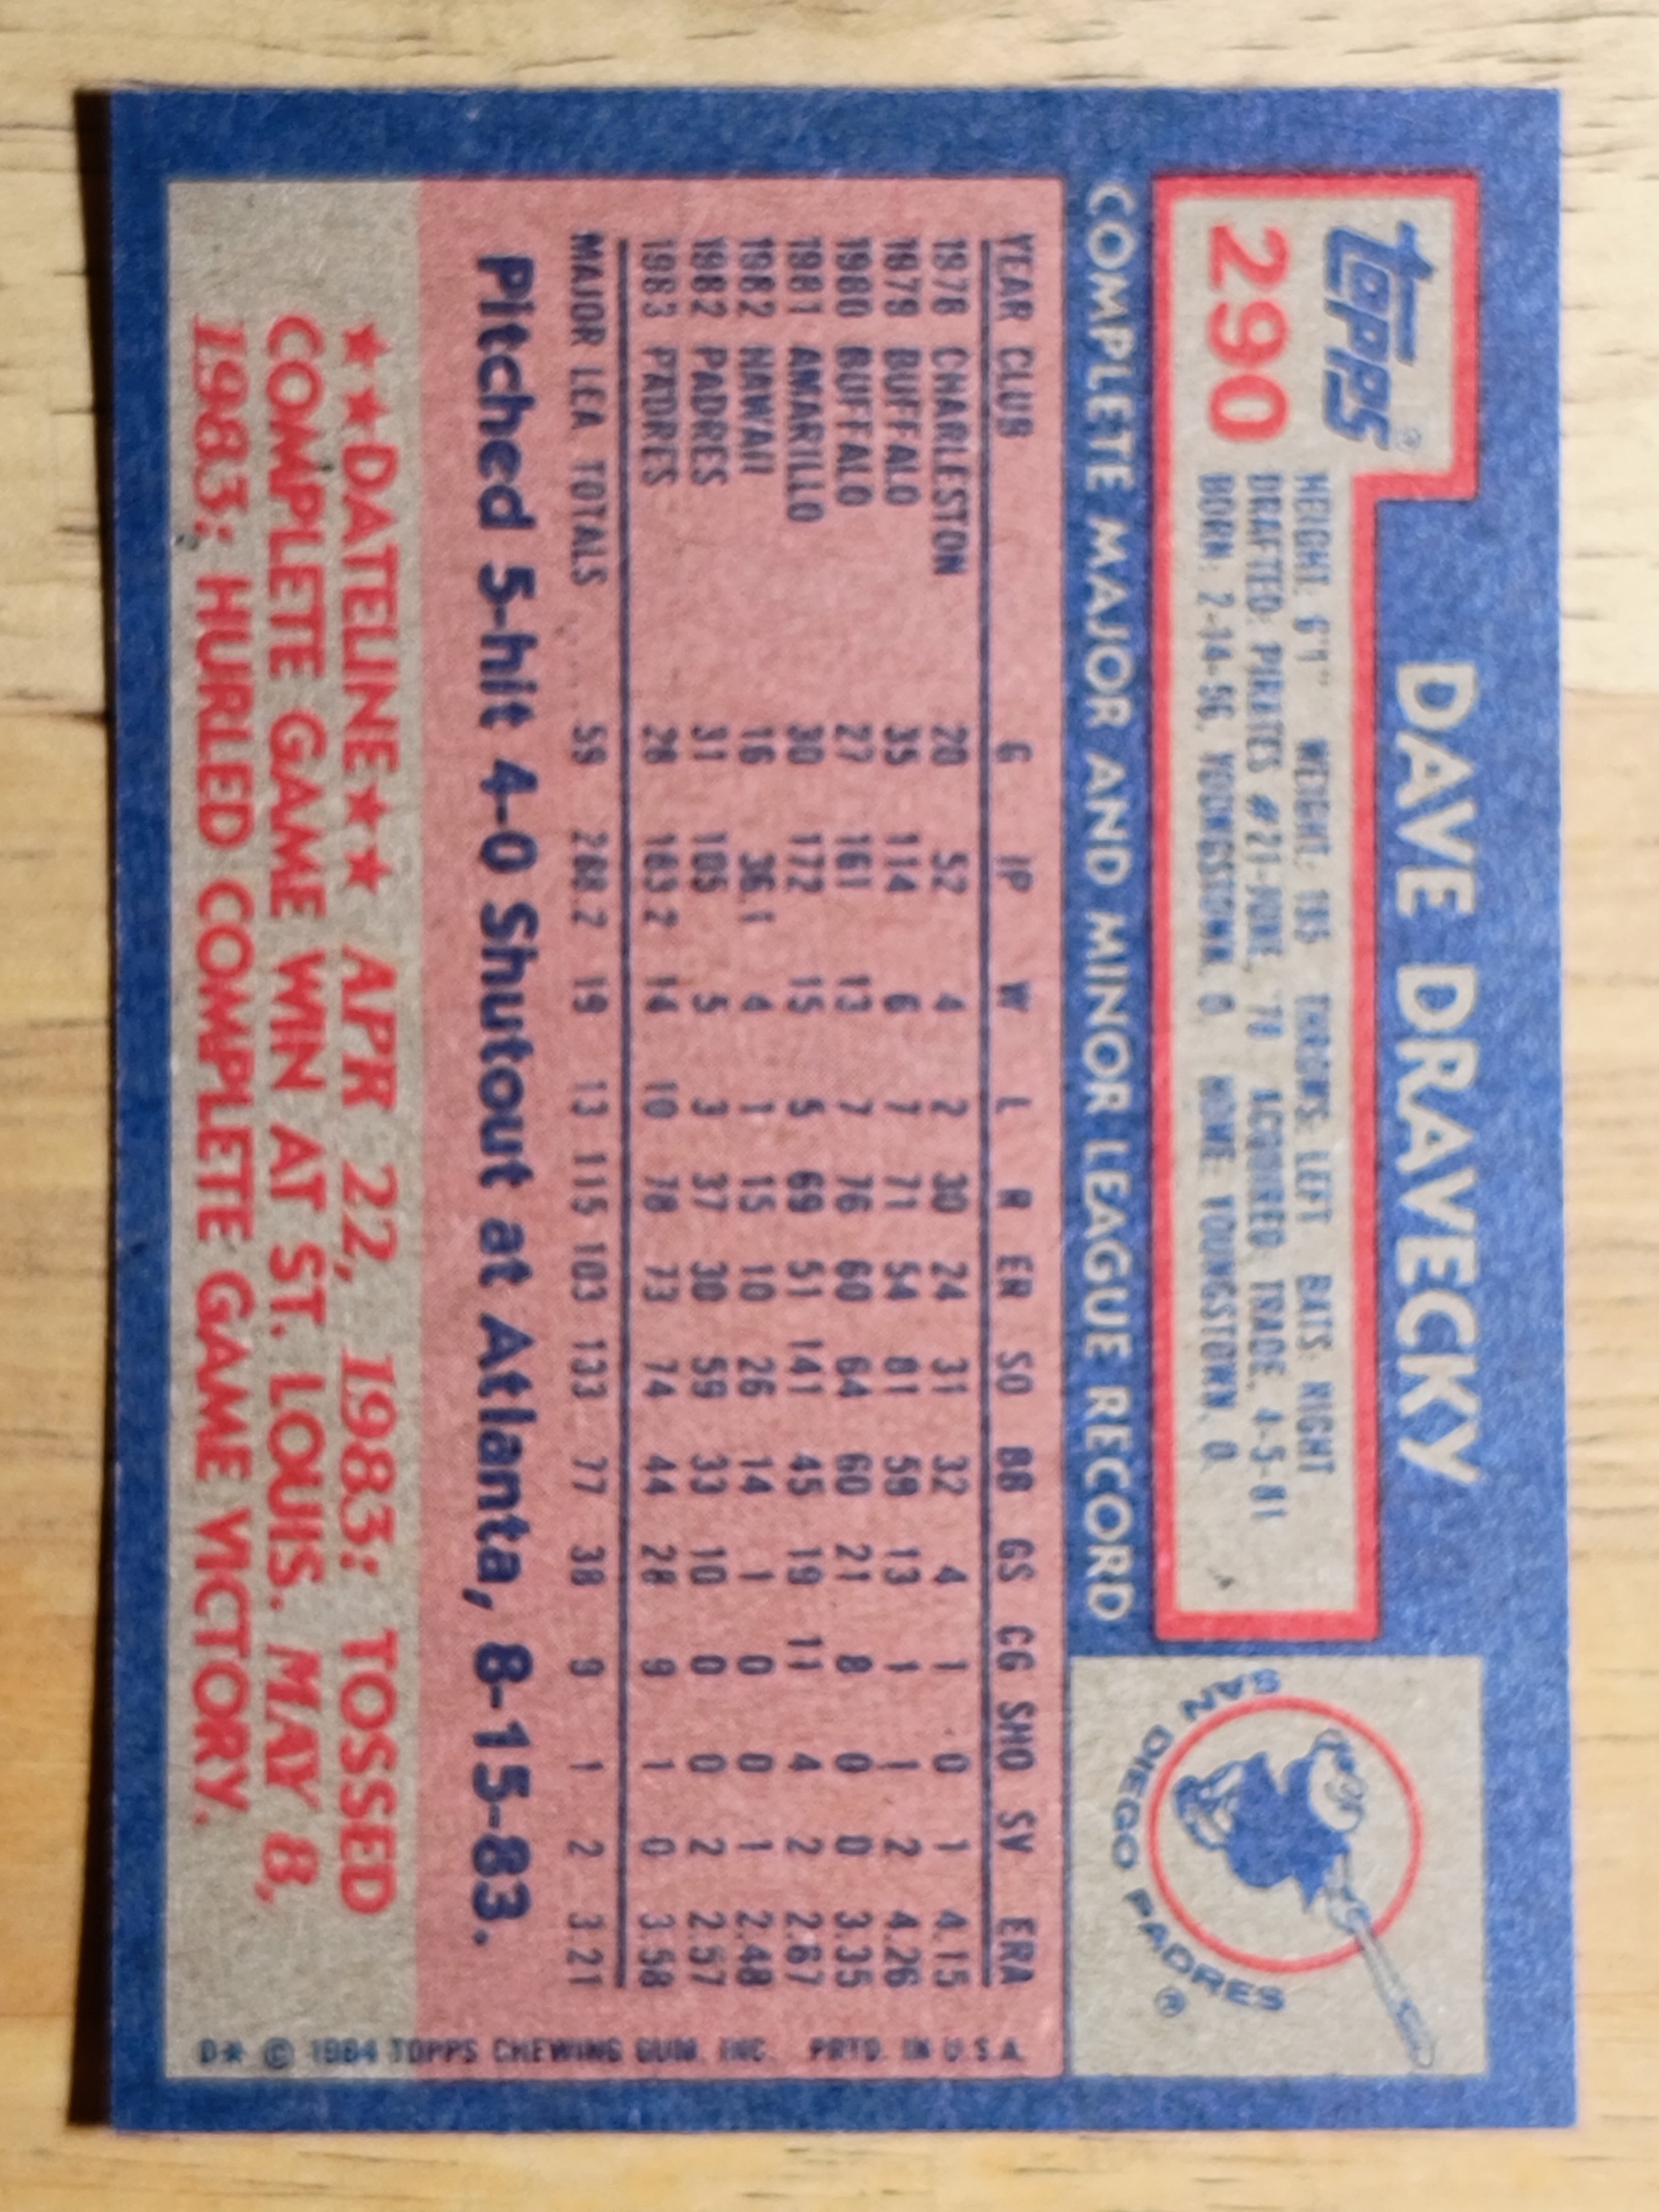 DAVE DRAVECKY
Topps®
290
HEIGHT: 6'1" WEIGHT: 195 THROWS: LEFT BATS: RIGHT
DRAFTED: PIRATES #21-JUNE, 78 ACQUIRED: TRADE, 4-5-81
BORN: 2-14-56, YOUNGSTOWN, O. HOME: YOUNGSTOWN, O.
SAN DIEGO PADRES ®
COMPLETE MAJOR AND MINOR LEAGUE RECORD
YEAR CLUB G IP W L R ER SO BB GS CG SHO SV ERA
1978 CHARLESTON 20 52 4 2 30 24 31 32 4 1 0 1 4.15
1979 BUFFALO 35 114 6 7 71 54 81 59 13 1 1 2 4.26
1980 BUFFALO 27 161 13 7 76 60 64 60 21 8 0 0 3.35
1981 AMARILLO 30 172 15 5 69 51 141 45 19 11 4 2 2.67
1982 HAWAII 16 36.1 4 1 15 10 26 14 1 0 0 1 2.48
1982 PADRES 31 105 5 3 37 30 59 33 10 0 0 2 2.57
1983 PADRES 28 183.2 14 10 78 73 74 44 28 9 1 0 3.58
MAJOR LEA. TOTALS 59 288.2 19 13 115 103 133 77 38 9 1 2 3.21
Pitched 5-hit 4-0 Shutout at Atlanta, 8-15-83.
★★DATELINE★★ APR 22, 1983: TOSSED
COMPLETE GAME WIN AT ST. LOUIS. MAY 8,
1983: HURLED COMPLETE GAME VICTORY.
D* © 1984 TOPPS CHEWING GUM, INC. PRTD. IN U.S.A.